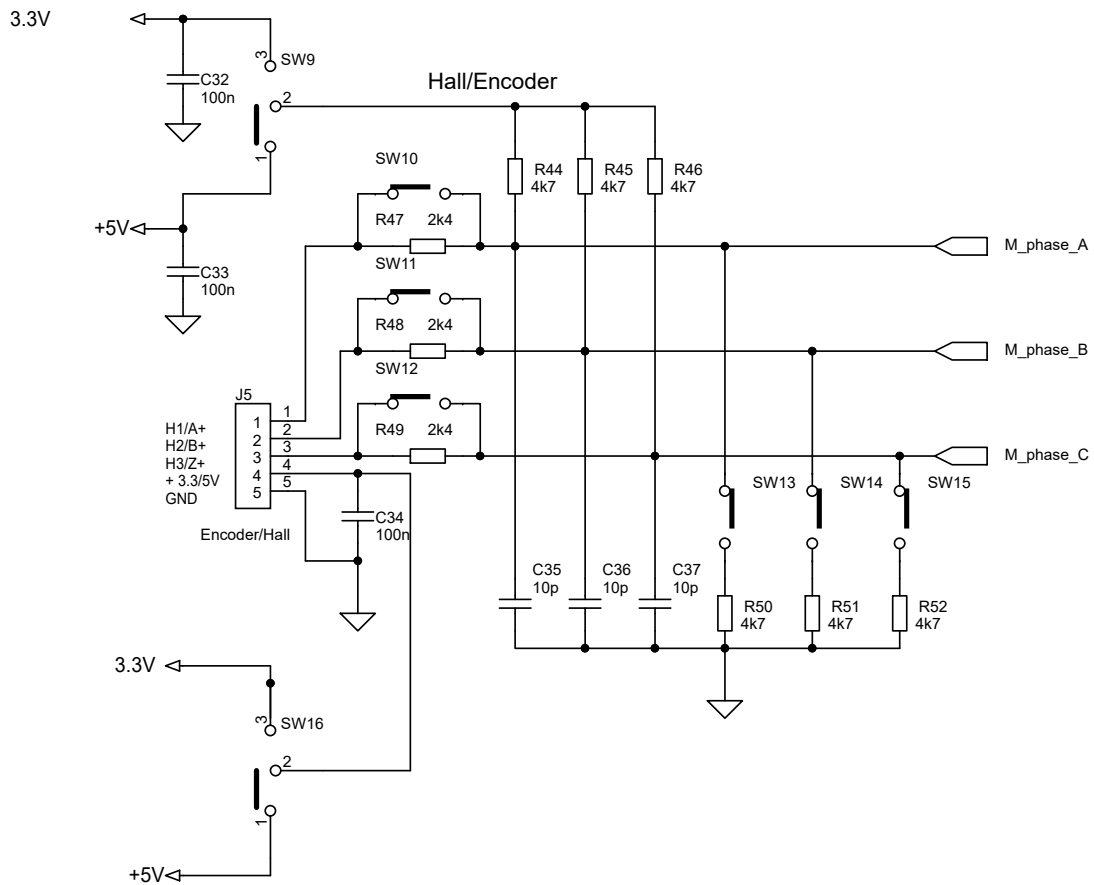 3.3V
3
SW9
C32
100n
2
Hall/Encoder
1
SW10
R44
4k7
R45
4k7
R46
4k7
R47 2k4
+5V
M_phase_A
SW11
C33
100n
R48 2k4
M_phase_B
SW12
J5
H1/A+
H2/B+
H3/Z+
+ 3.3/5V
GND
1
2
3
4
5
1
2
3
4
5
R49 2k4
M_phase_C
SW13
SW14
SW15
C34
100n
Encoder/Hall
C35
10p
C36
10p
C37
10p
R50
4k7
R51
4k7
R52
4k7
3.3V
3
SW16
2
1
+5V